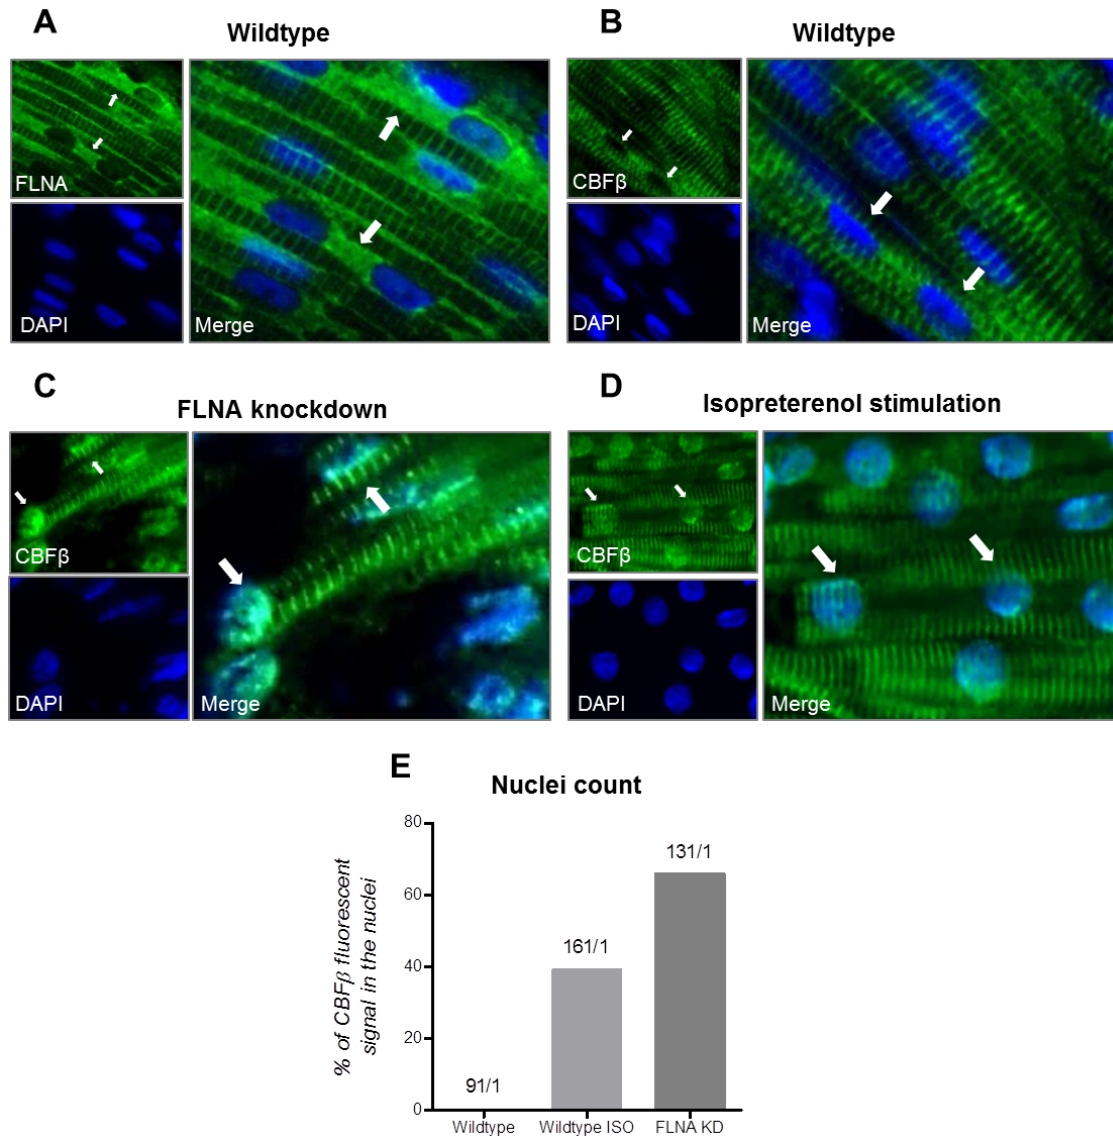 A
Wildtype
FLNA
DAPI
Merge
B
Wildtype
CBFβ
DAPI
Merge
C
FLNA knockdown
CBFβ
DAPI
Merge
D
Isopreterenol stimulation
CBFβ
DAPI
Merge
E
Nuclei count
% of CBFβ fluorescent
signal in the nuclei
80
60
40
20
0
91/1
161/1
131/1
Wildtype
Wildtype ISO
FLNA KD